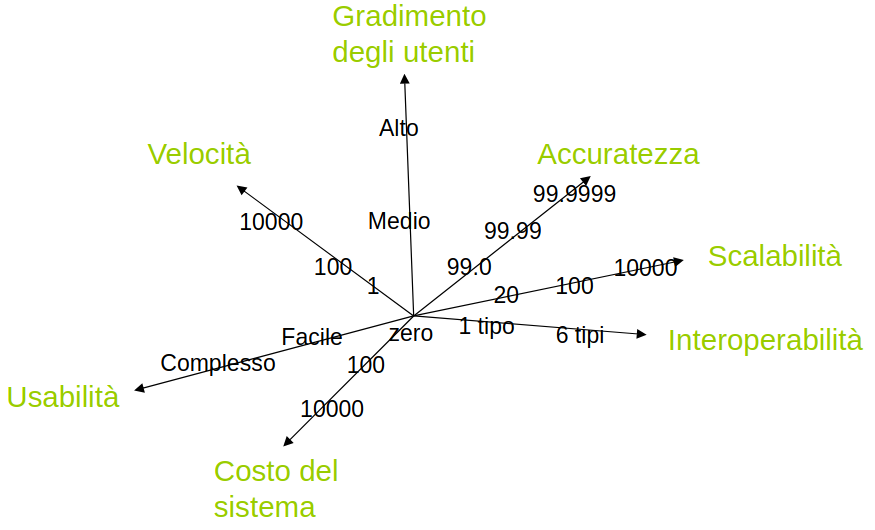 Gradimento
degli utenti
Alto
Medio
Velocità
10000
100
1
Accuratezza
99.9999
99.99
99.0
Scalabilità
10000
100
20
Interoperabilità
1 tipo
6 tipi
zero
Facile
Complesso
Usabilità
100
10000
Costo del
sistema